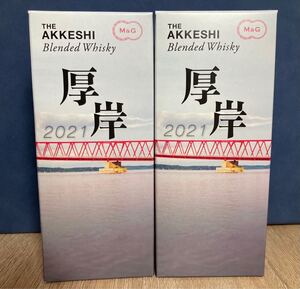 THE
AKKESHI
Blended Whisky
M&G
厚岸
2021
THE
AKKESHI
Blended Whisky
M&G
厚岸
2021